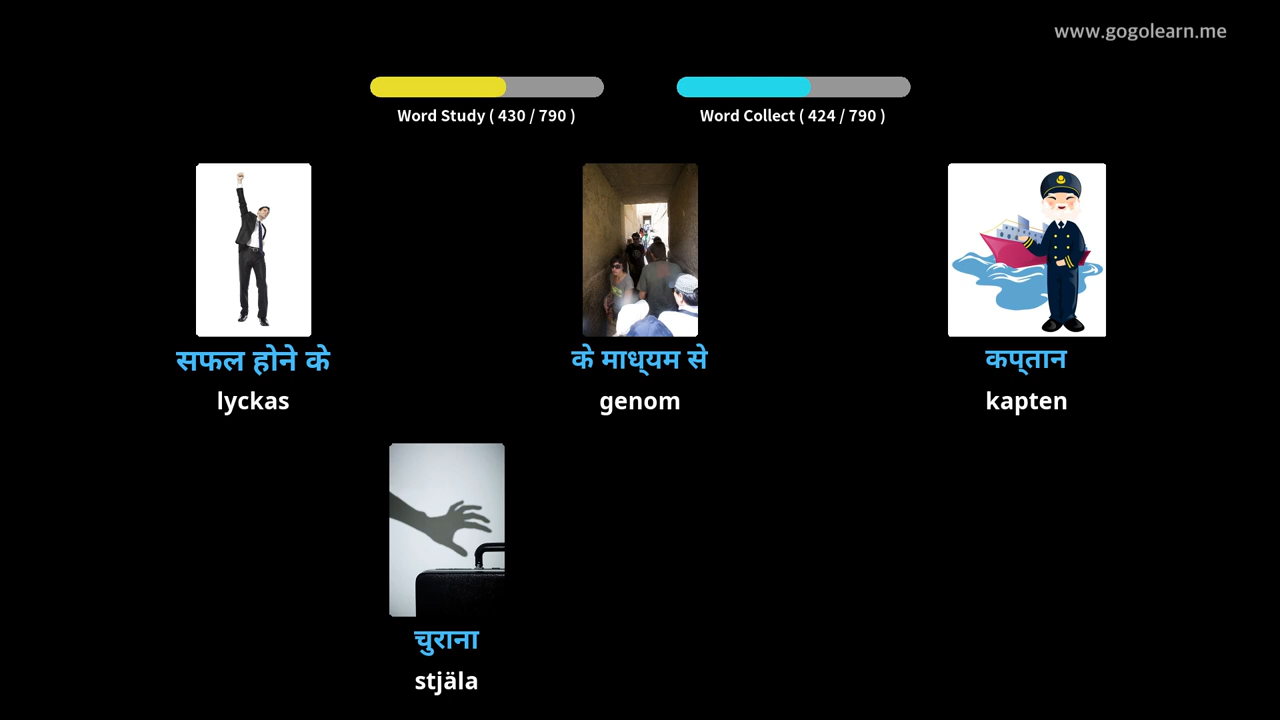 www.gogolearn.me
Word Study ( 430 / 790 )
Word Collect ( 424 / 790 )
सफल होने के
lyckas
के माध्यम से
genom
कप्तान
kapten
चुराना
stjäla